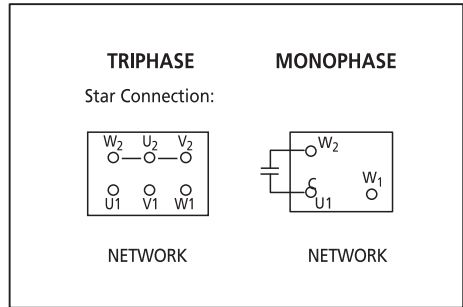 TRIPHASE
Star Connection:
W2 U2 V2
U1 V1 W1
NETWORK
MONOPHASE
W2
C
U1
W1
NETWORK